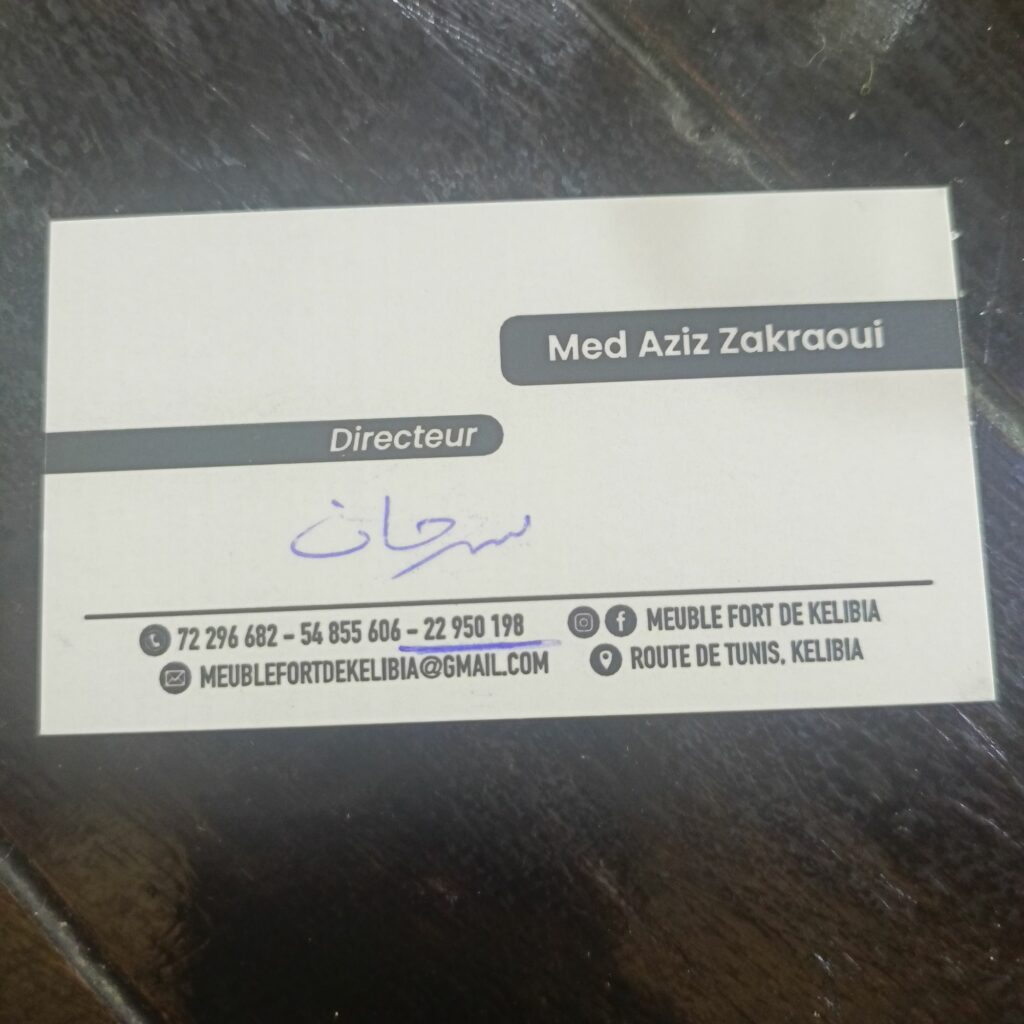 Med Aziz Zakraoui
Directeur
سرحان
72 296 682 - 54 855 606 - 22 950 198
MEUBLEFORTDEKELIBIA@GMAIL.COM
MEUBLE FORT DE KELIBIA
ROUTE DE TUNIS, KELIBIA